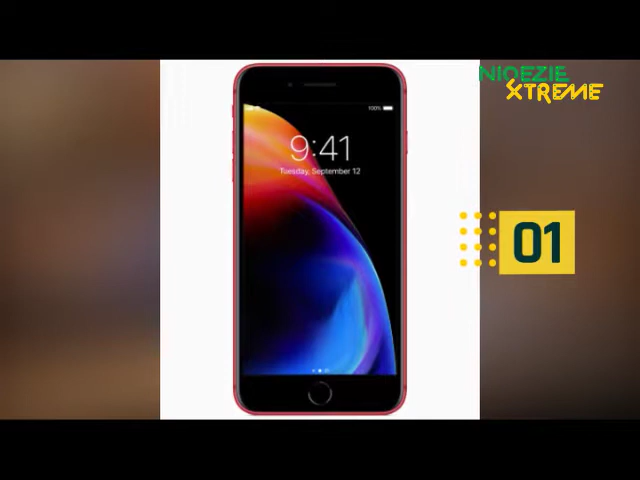 NIOEZIE
XTREME
100%
9:41
Tuesday, September 12
01